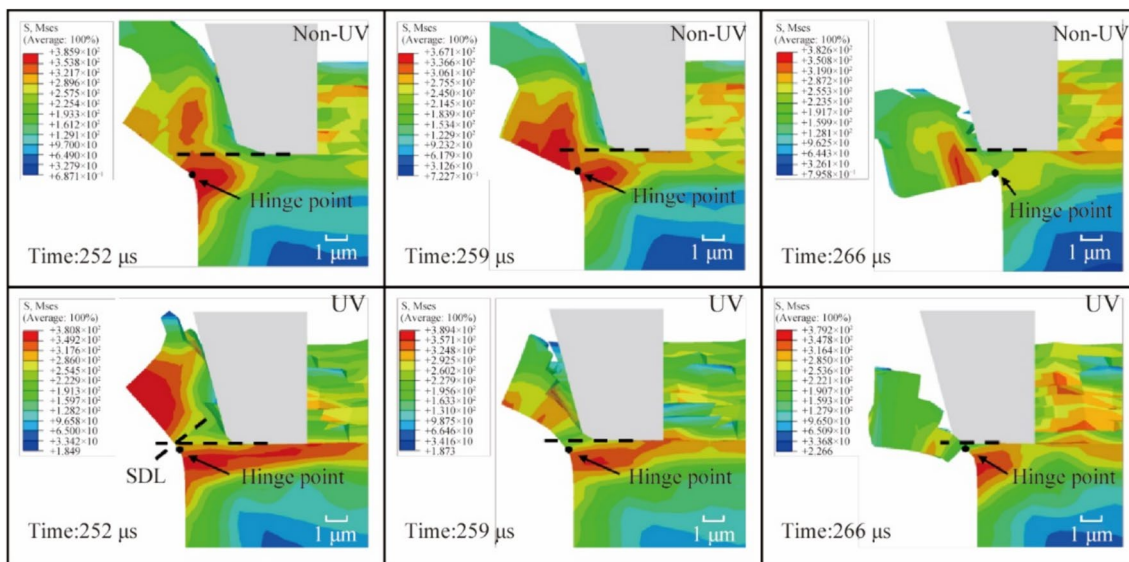 S, Mses
(Average: 100%)
+3.859×10²
+3.538×10²
+3.217×10²
+2.896×10²
+2.575×10²
+2.254×10²
+1.933×10²
+1.612×10²
+1.291×10²
+9.700×10
+6.490×10
+3.279×10
+6.871×10⁻¹
Non-UV
Hinge point
Time:252 μs
1 μm
S, Mses
(Average: 100%)
+3.671×10²
+3.366×10²
+3.061×10²
+2.755×10²
+2.450×10²
+2.145×10²
+1.839×10²
+1.534×10²
+1.229×10²
+9.232×10
+6.179×10
+3.126×10
+7.227×10⁻¹
Non-UV
Hinge point
Time:259 μs
1 μm
S, Mses
(Average: 100%)
+3.826×10²
+3.508×10²
+3.190×10²
+2.872×10²
+2.553×10²
+2.235×10²
+1.917×10²
+1.599×10²
+1.281×10²
+9.625×10
+6.443×10
+3.261×10
+7.958×10⁻¹
Non-UV
Hinge point
Time:266 μs
1 μm
S, Mses
(Average: 100%)
+3.808×10²
+3.492×10²
+3.176×10²
+2.860×10²
+2.545×10²
+2.229×10²
+1.913×10²
+1.597×10²
+1.282×10²
+9.658×10
+6.500×10
+3.342×10
+1.849
UV
SDL
Hinge point
Time:252 μs
1 μm
S, Mses
(Average: 100%)
+3.894×10²
+3.571×10²
+3.248×10²
+2.925×10²
+2.602×10²
+2.279×10²
+1.956×10²
+1.633×10²
+1.310×10²
+9.875×10
+6.646×10
+3.416×10
+1.873
UV
Hinge point
Time:259 μs
1 μm
S, Mses
(Average: 100%)
+3.792×10²
+3.478×10²
+3.164×10²
+2.850×10²
+2.536×10²
+2.221×10²
+1.907×10²
+1.593×10²
+1.279×10²
+9.650×10
+6.509×10
+3.368×10
+2.266
UV
Hinge point
Time:266 μs
1 μm